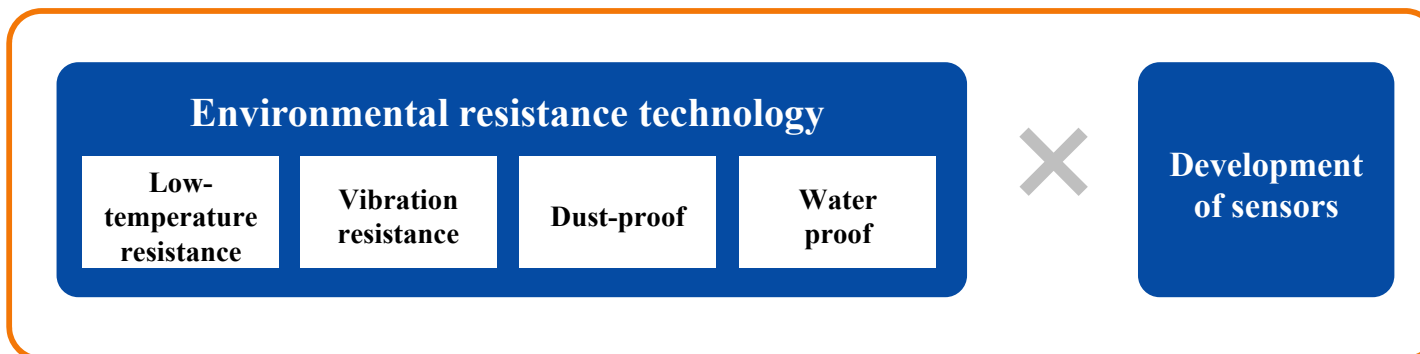 Environmental resistance technology
Low-
temperature
resistance
Vibration
resistance
Dust-proof
Water
proof
Development
of sensors